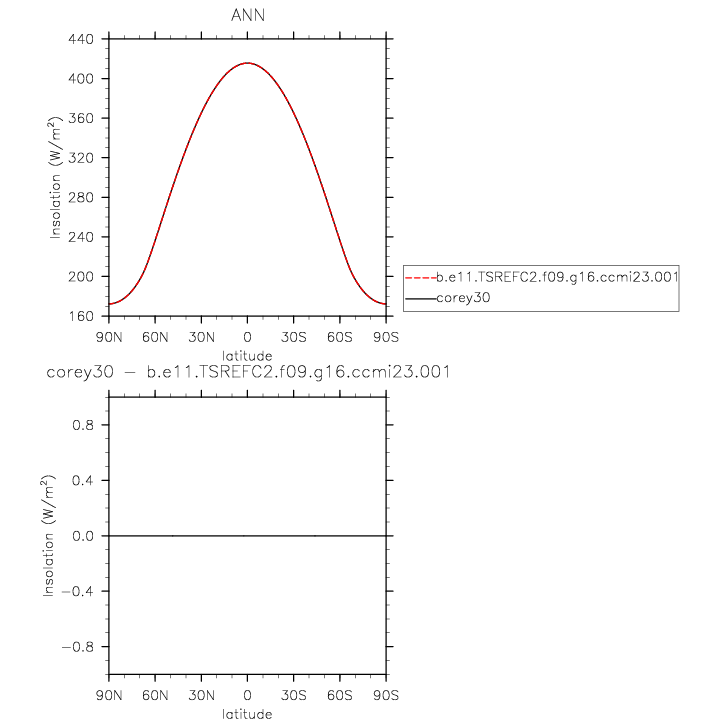 ANN
440
400
360
320
280
240
200
160
Insolation (W/m²)
90N 60N 30N 0 30S 60S 90S
latitude
b.e11.TSREFC2.f09.g16.ccmi23.001
corey30
corey30 − b.e11.TSREFC2.f09.g16.ccmi23.001
0.8
0.4
0.0
−0.4
−0.8
Insolation (W/m²)
90N 60N 30N 0 30S 60S 90S
latitude